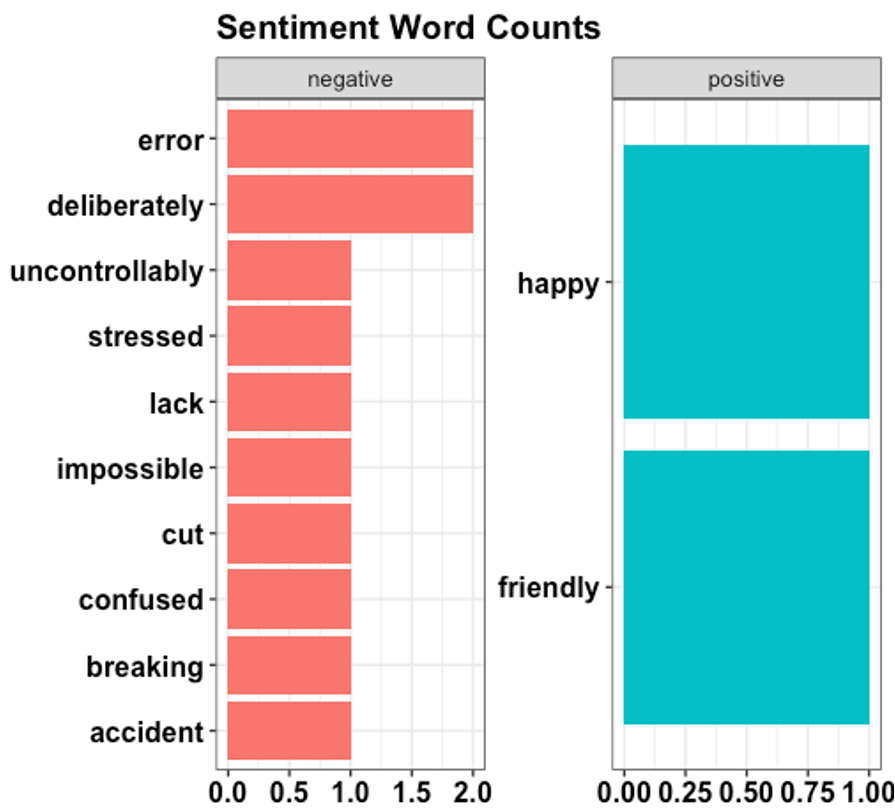 Sentiment Word Counts
negative
error
deliberately
uncontrollably
stressed
lack
impossible
cut
confused
breaking
accident
0.0 0.5 1.0 1.5 2.0
positive
happy
friendly
0.00 0.25 0.50 0.75 1.00